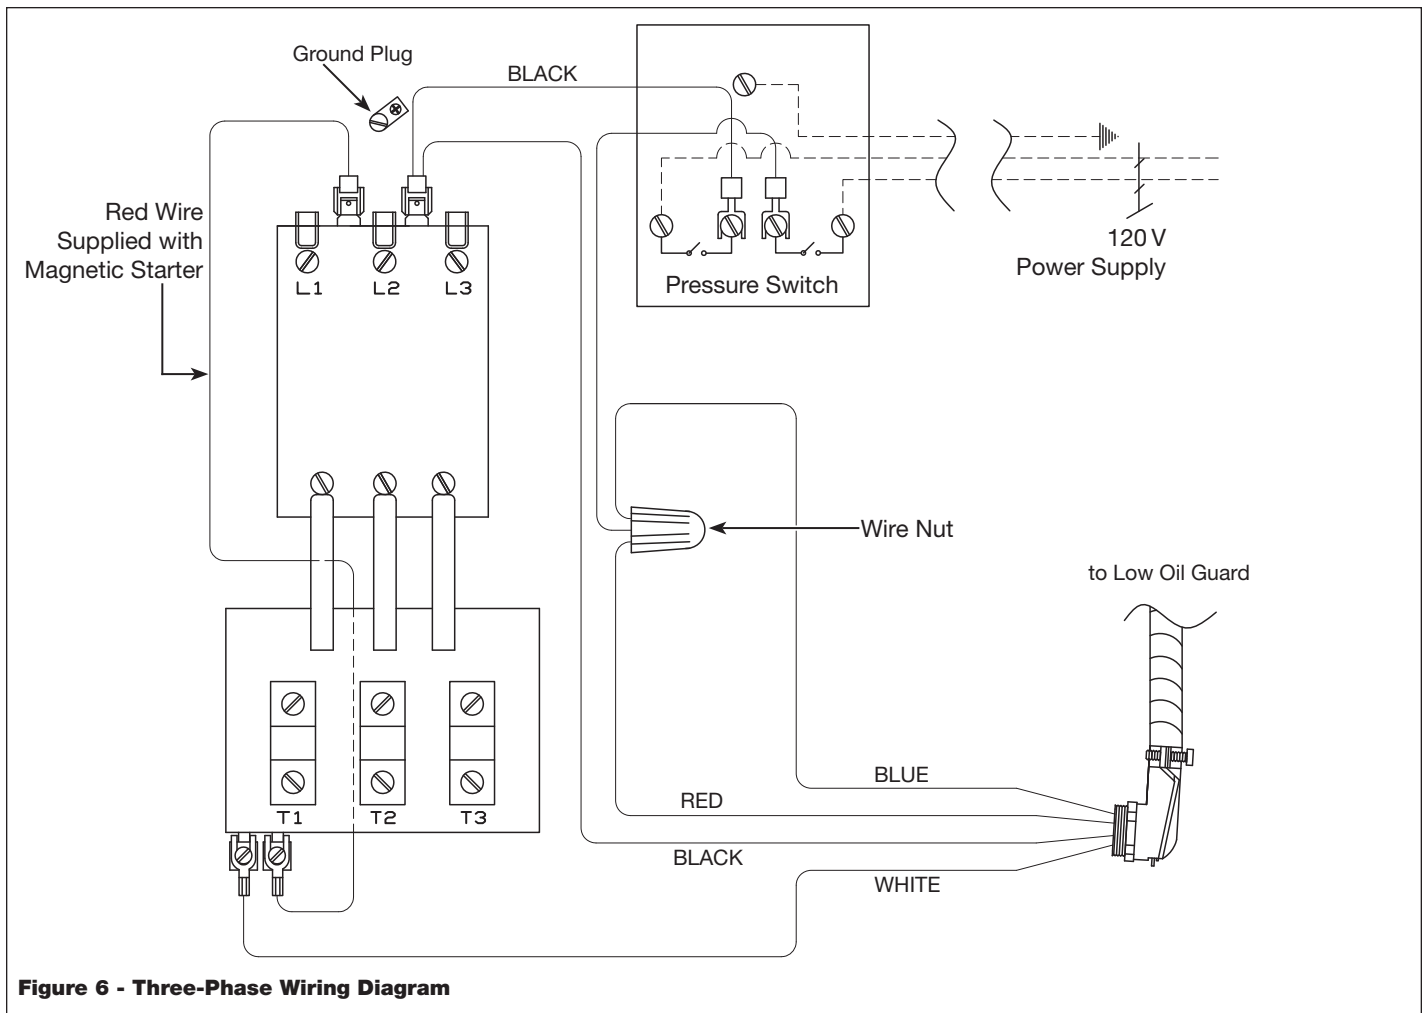 Ground Plug
BLACK
Red Wire
Supplied with
Magnetic Starter
L1
L2
L3
Pressure Switch
120 V
Power Supply
Wire Nut
to Low Oil Guard
BLUE
RED
BLACK
WHITE
T1
T2
T3
Figure 6 - Three-Phase Wiring Diagram